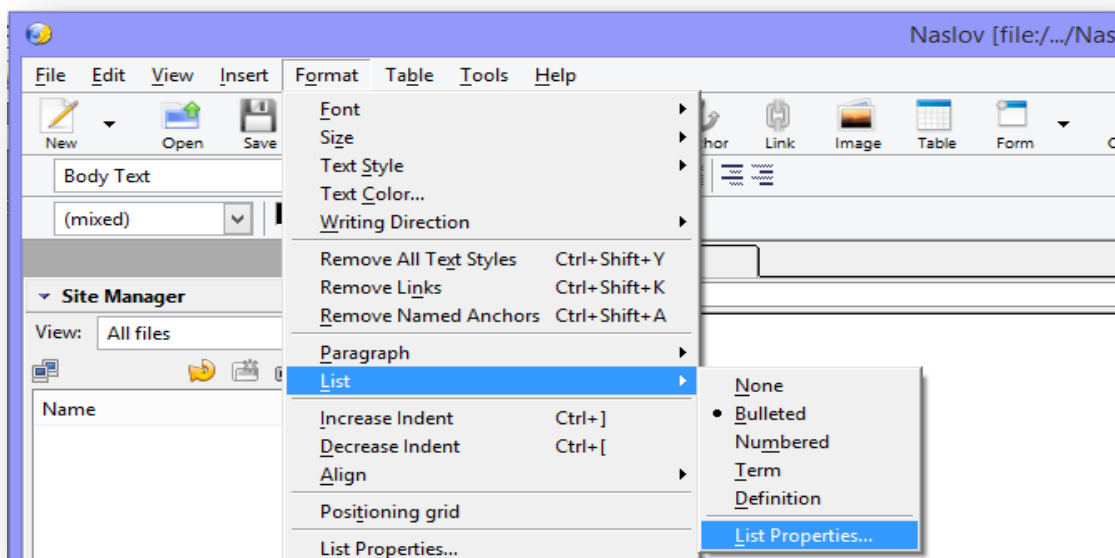 Naslov [file:/.../Nas
File Edit View Insert Format Table Tools Help
New Open Save
hor Link Image Table Form
Body Text
(mixed)
Site Manager
View: All files
Name
Font
Size
Text Style
Text Color...
Writing Direction
Remove All Text Styles Ctrl+Shift+Y
Remove Links Ctrl+Shift+K
Remove Named Anchors Ctrl+Shift+A
Paragraph
List
Increase Indent Ctrl+]
Decrease Indent Ctrl+[
Align
Positioning grid
List Properties...
None
Bulleted
Numbered
Term
Definition
List Properties...